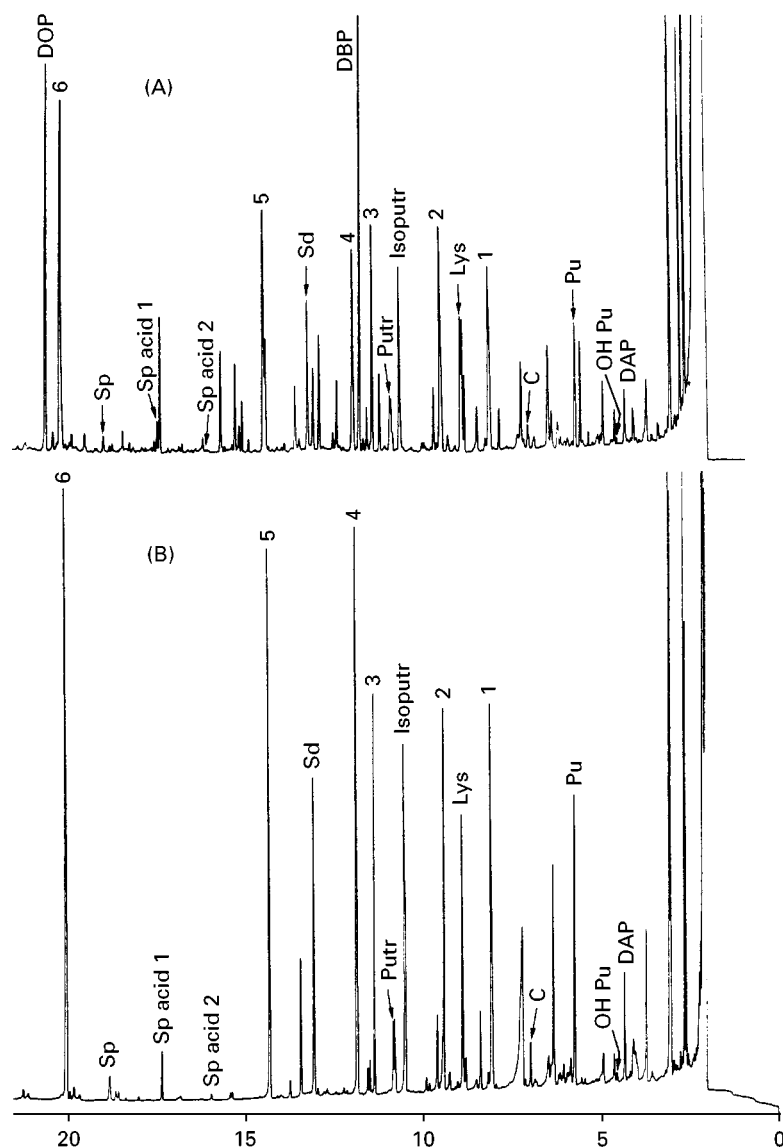 (A)
DOP
6
Sp
Sp acid 1
Sp acid 2
5
Sd
4
DBP
3
Putr
Isoputr
2
Lys
1
C
Pu
OH Pu
DAP
(B)
6
Sp
Sp acid 1
Sp acid 2
5
Sd
4
3
Putr
Isoputr
2
Lys
1
C
Pu
OH Pu
DAP
20 15 10 5 0